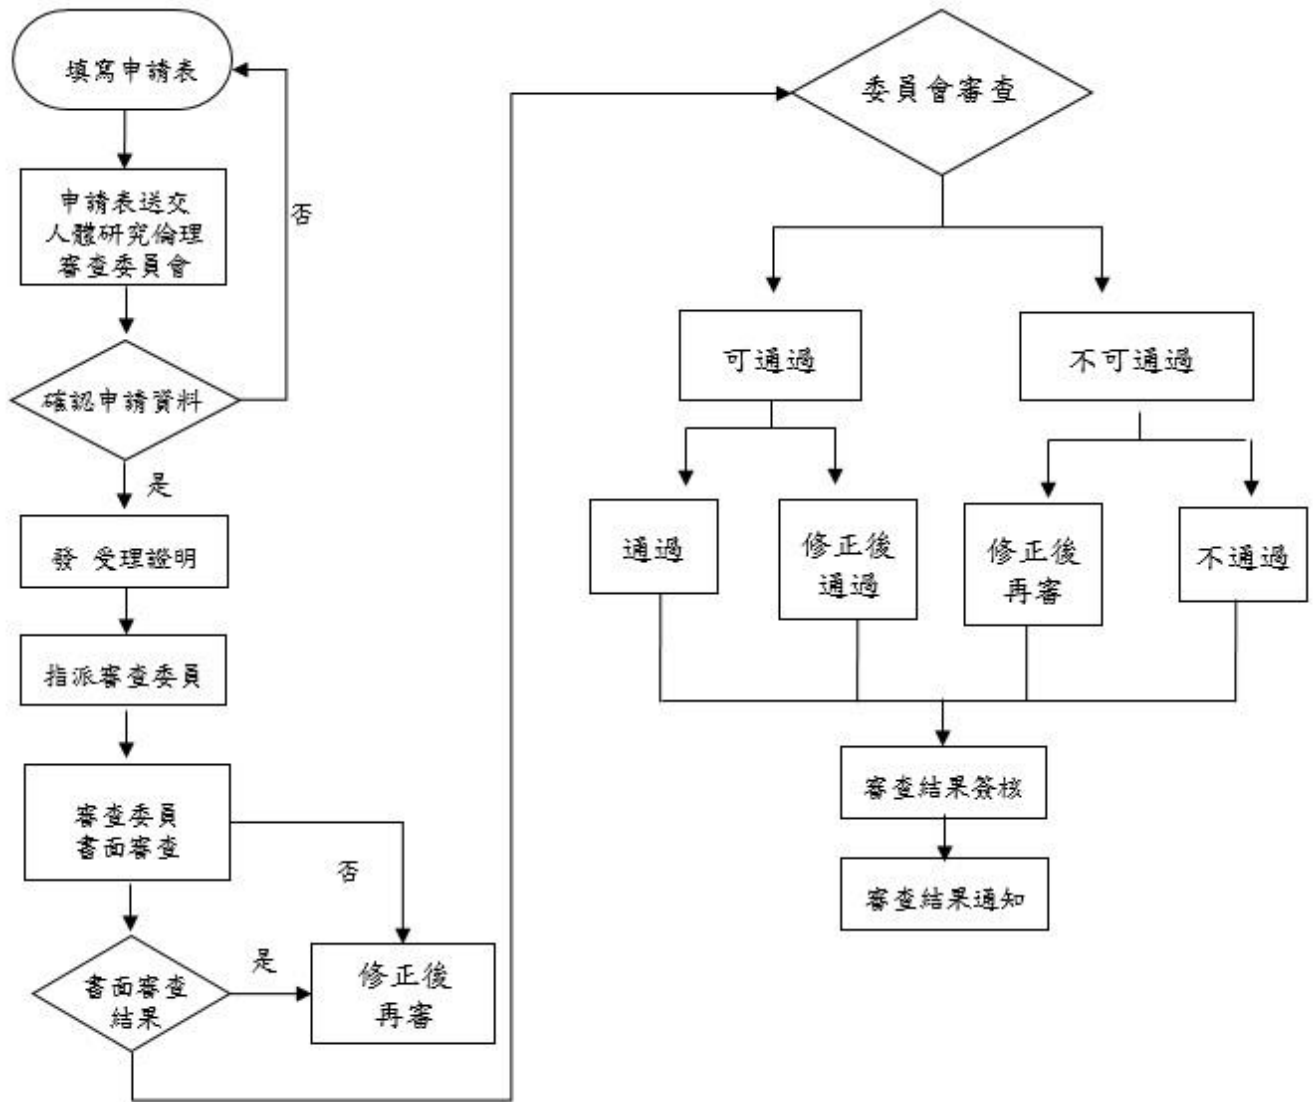 填寫申請表
申請表送交
人體研究倫理
審查委員會
否
確認申請資料
是
發 受理證明
指派審查委員
審查委員
書面審查
否
書面審查
結果
是
修正後
再審
委員會審查
可通過
不可通過
通過
修正後
通過
修正後
再審
不通過
審查結果簽核
審查結果通知